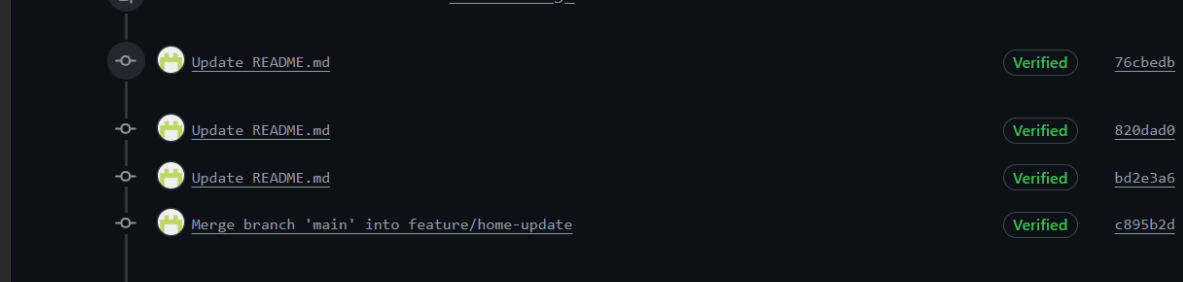 Update README.md Verified 76cbedb
Update README.md Verified 820dad0
Update README.md Verified bd2e3a6
Merge branch 'main' into feature/home-update Verified c895b2d